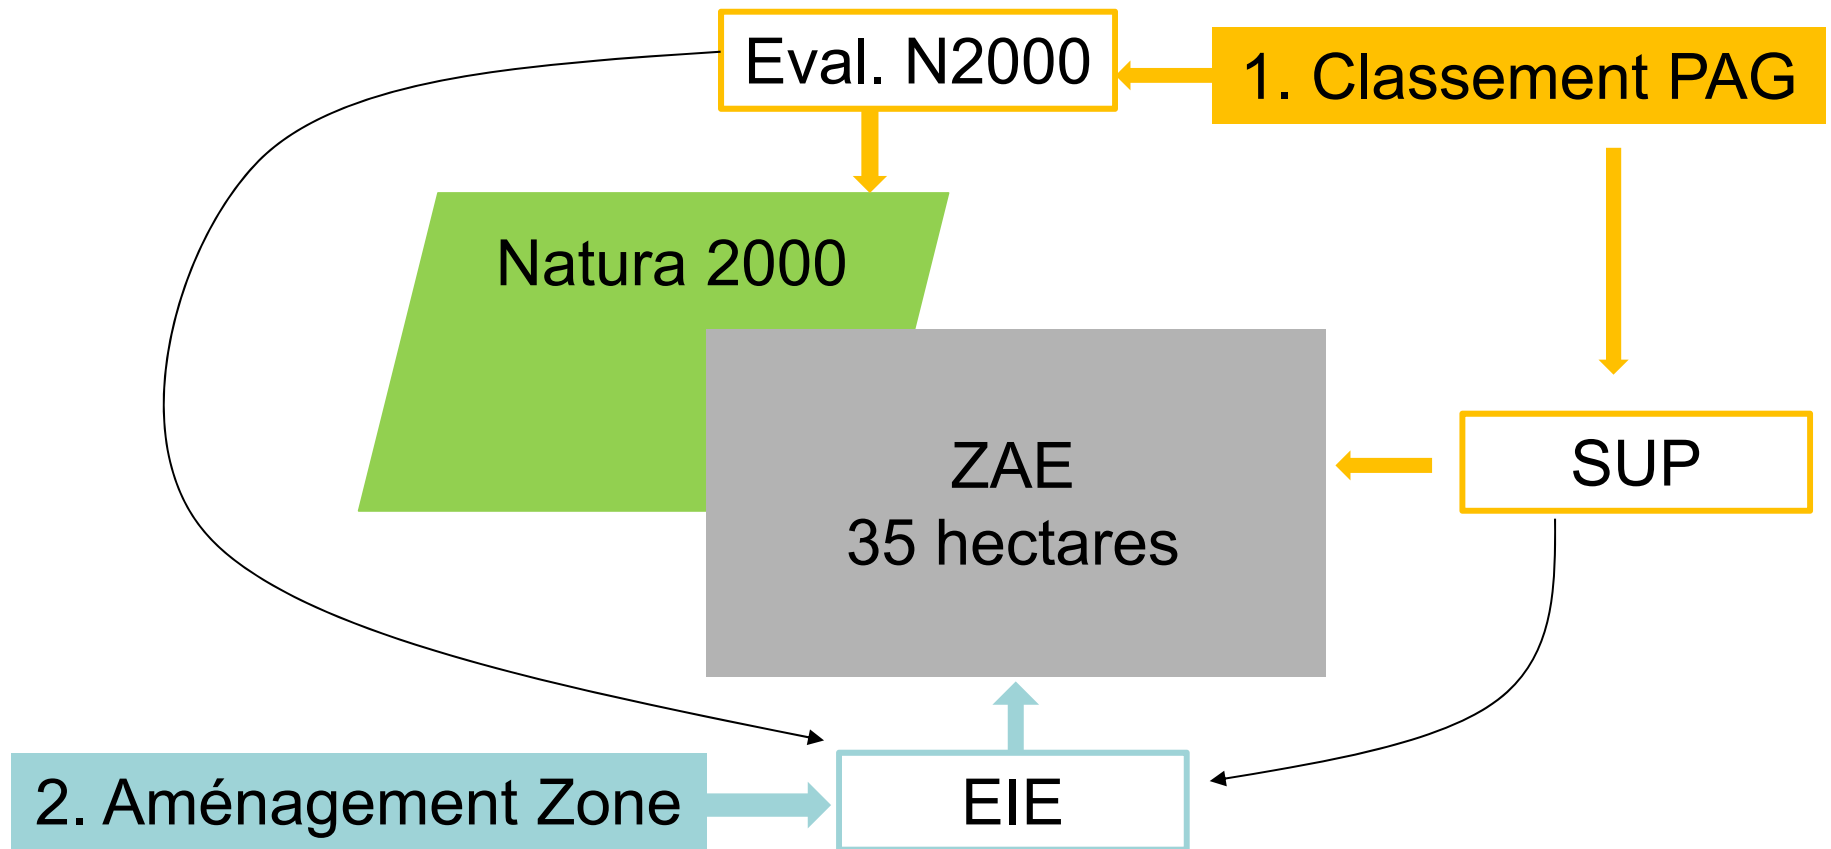 Eval. N2000
1. Classement PAG
Natura 2000
ZAE
35 hectares
SUP
2. Aménagement Zone
EIE